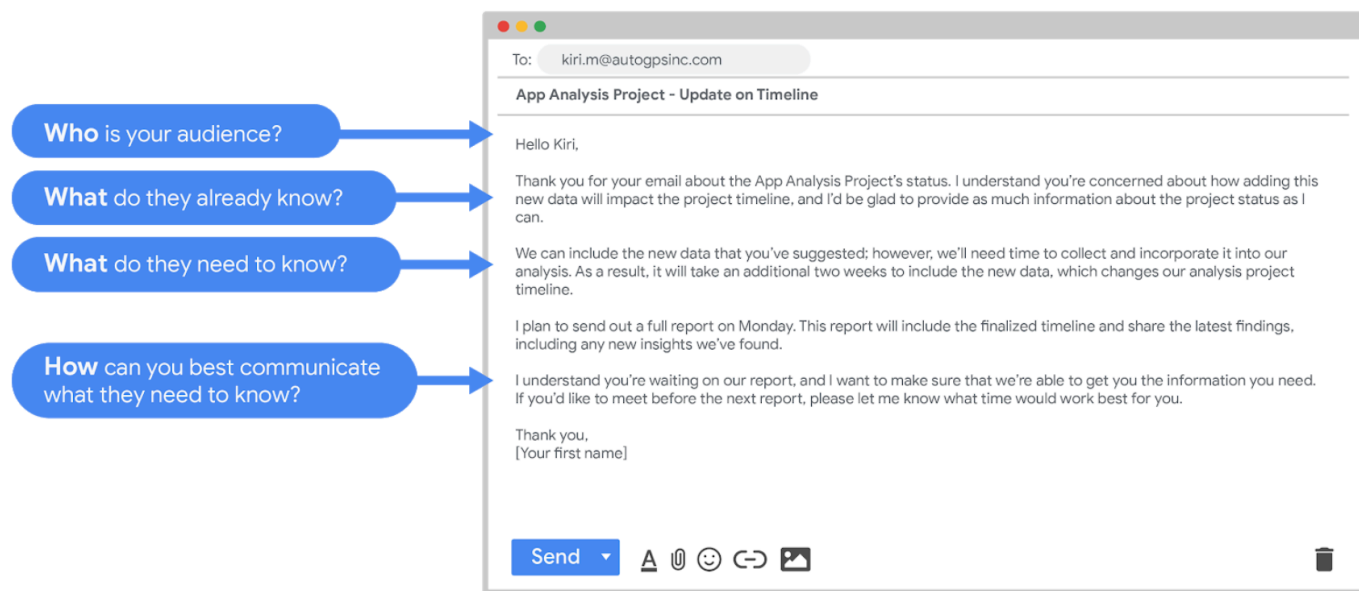 To: kiri.m@autogpsinc.com
App Analysis Project - Update on Timeline
Who is your audience?
Hello Kiri,
What do they already know?
Thank you for your email about the App Analysis Project's status. I understand you're concerned about how adding this
new data will impact the project timeline, and I'd be glad to provide as much information about the project status as I
can.
What do they need to know?
We can include the new data that you've suggested; however, we'll need time to collect and incorporate it into our
analysis. As a result, it will take an additional two weeks to include the new data, which changes our analysis project
timeline.
I plan to send out a full report on Monday. This report will include the finalized timeline and share the latest findings,
including any new insights we've found.
How can you best communicate
what they need to know?
I understand you're waiting on our report, and I want to make sure that we're able to get you the information you need.
If you'd like to meet before the next report, please let me know what time would work best for you.
Thank you,
[Your first name]
Send
A